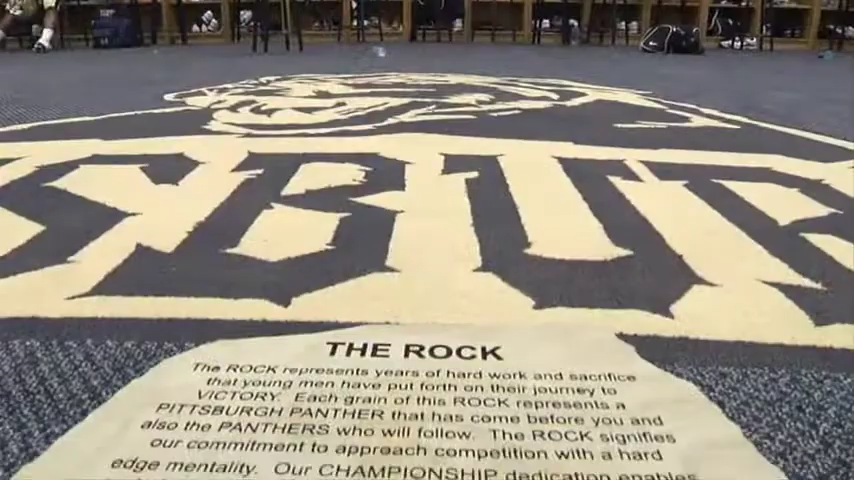 SBUR
THE ROCK
The ROCK represents years of hard work and sacrifice
that young men have put forth on their journey to
VICTORY. Each grain of this ROCK represents a
PITTSBURGH PANTHER that has come before you and
also the PANTHERS who will follow. The ROCK signifies
our commitment to approach competition with a hard
edge mentality. Our CHAMPIONSHIP dedication enables